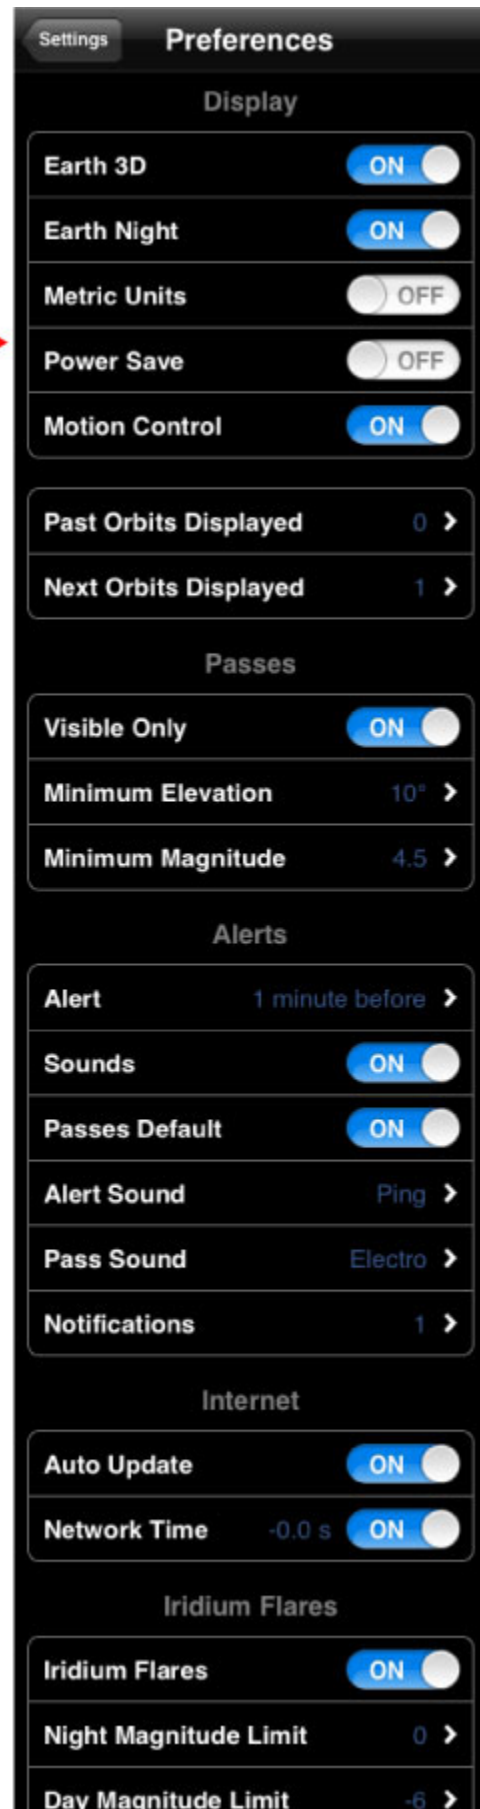 Settings Preferences
Display
Earth 3D ON
Earth Night ON
Metric Units OFF
Power Save OFF
Motion Control ON
Past Orbits Displayed 0
Next Orbits Displayed 1
Passes
Visible Only ON
Minimum Elevation 10°
Minimum Magnitude 4.5
Alerts
Alert 1 minute before
Sounds ON
Passes Default ON
Alert Sound Ping
Pass Sound Electro
Notifications 1
Internet
Auto Update ON
Network Time -0.0 s ON
Iridium Flares
Iridium Flares ON
Night Magnitude Limit 0
Day Magnitude Limit -6